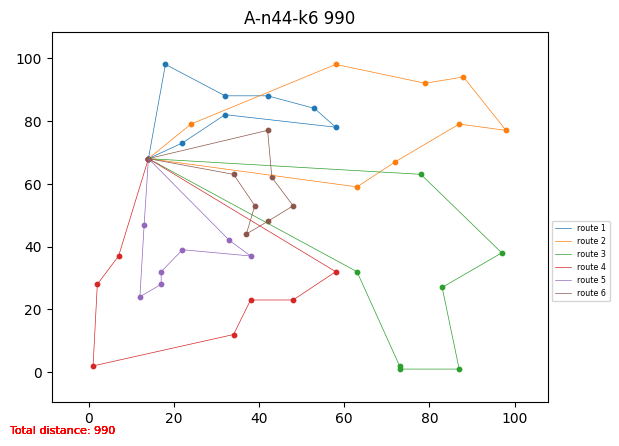 A-n44-k6 990
100
80
60
40
20
0
0 20 40 60 80 100
route 1
route 2
route 3
route 4
route 5
route 6
Total distance: 990